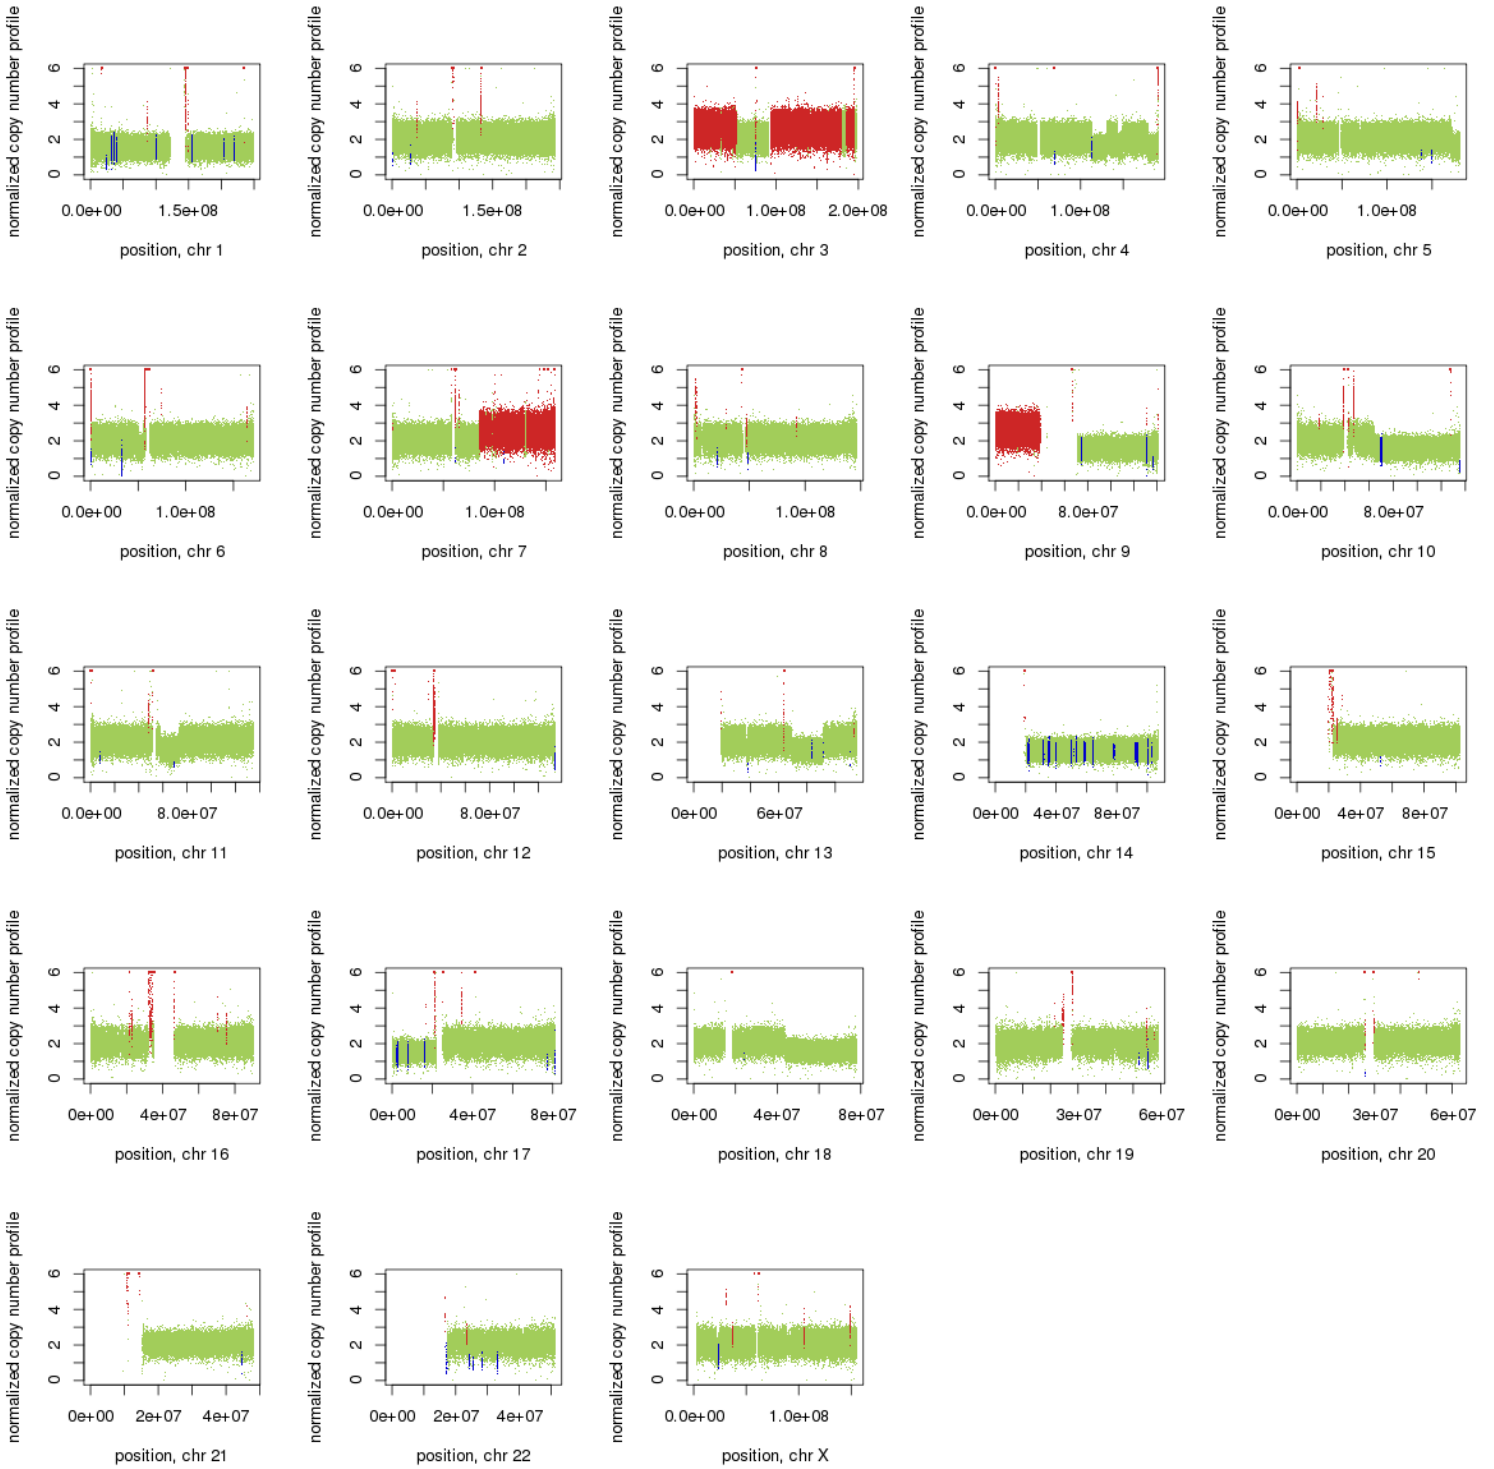 normalized copy number profile
0 2 4 6
0.0e+00 1.5e+08
position, chr 1
normalized copy number profile
0 2 4 6
0.0e+00 1.5e+08
position, chr 2
normalized copy number profile
0 2 4 6
0.0e+00 1.0e+08 2.0e+08
position, chr 3
normalized copy number profile
0 2 4 6
0.0e+00 1.0e+08
position, chr 4
normalized copy number profile
0 2 4 6
0.0e+00 1.0e+08
position, chr 5
normalized copy number profile
0 2 4 6
0.0e+00 1.0e+08
position, chr 6
normalized copy number profile
0 2 4 6
0.0e+00 1.0e+08
position, chr 7
normalized copy number profile
0 2 4 6
0.0e+00 1.0e+08
position, chr 8
normalized copy number profile
0 2 4 6
0.0e+00 8.0e+07
position, chr 9
normalized copy number profile
0 2 4 6
0.0e+00 8.0e+07
position, chr 10
normalized copy number profile
0 2 4 6
0.0e+00 8.0e+07
position, chr 11
normalized copy number profile
0 2 4 6
0.0e+00 8.0e+07
position, chr 12
normalized copy number profile
0 2 4 6
0e+00 6e+07
position, chr 13
normalized copy number profile
0 2 4 6
0e+00 4e+07 8e+07
position, chr 14
normalized copy number profile
0 2 4 6
0e+00 4e+07 8e+07
position, chr 15
normalized copy number profile
0 2 4 6
0e+00 4e+07 8e+07
position, chr 16
normalized copy number profile
0 2 4 6
0e+00 4e+07 8e+07
position, chr 17
normalized copy number profile
0 2 4 6
0e+00 4e+07 8e+07
position, chr 18
normalized copy number profile
0 2 4 6
0e+00 3e+07 6e+07
position, chr 19
normalized copy number profile
0 2 4 6
0e+00 3e+07 6e+07
position, chr 20
normalized copy number profile
0 2 4 6
0e+00 2e+07 4e+07
position, chr 21
normalized copy number profile
0 2 4 6
0e+00 2e+07 4e+07
position, chr 22
normalized copy number profile
0 2 4 6
0.0e+00 1.0e+08
position, chr X